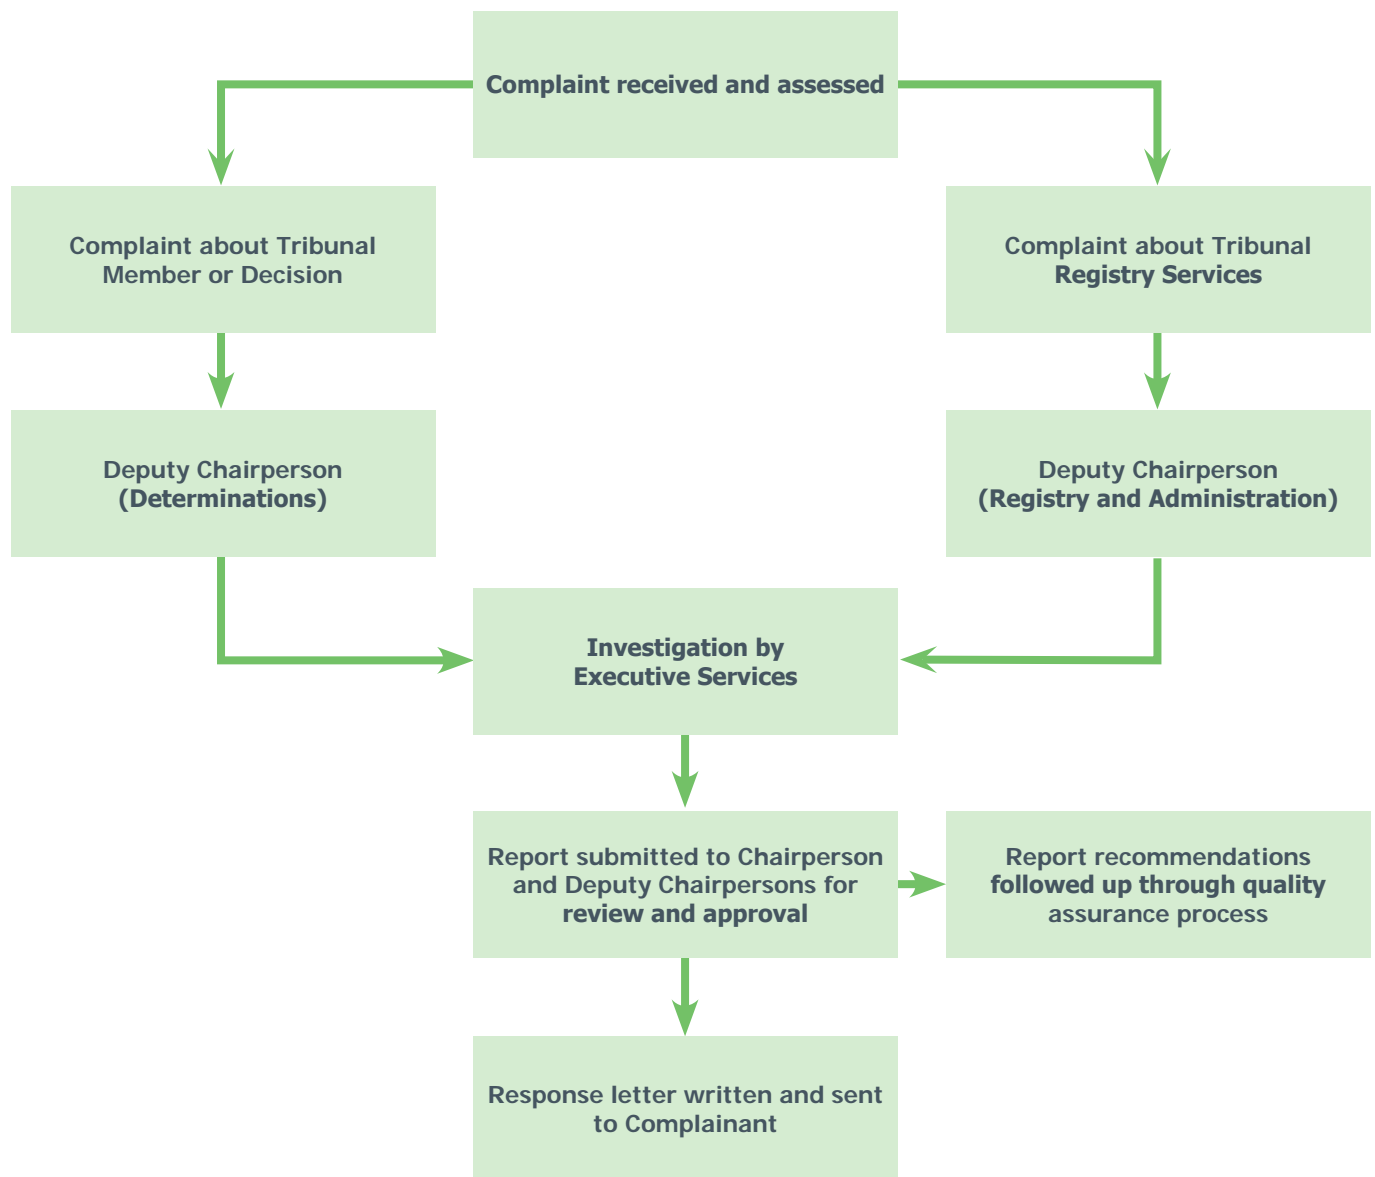 Complaint received and assessed
Complaint about Tribunal
Member or Decision
Complaint about Tribunal
Registry Services
Deputy Chairperson
(Determinations)
Deputy Chairperson
(Registry and Administration)
Investigation by
Executive Services
Report submitted to Chairperson
and Deputy Chairpersons for
review and approval
Report recommendations
followed up through quality
assurance process
Response letter written and sent
to Complainant